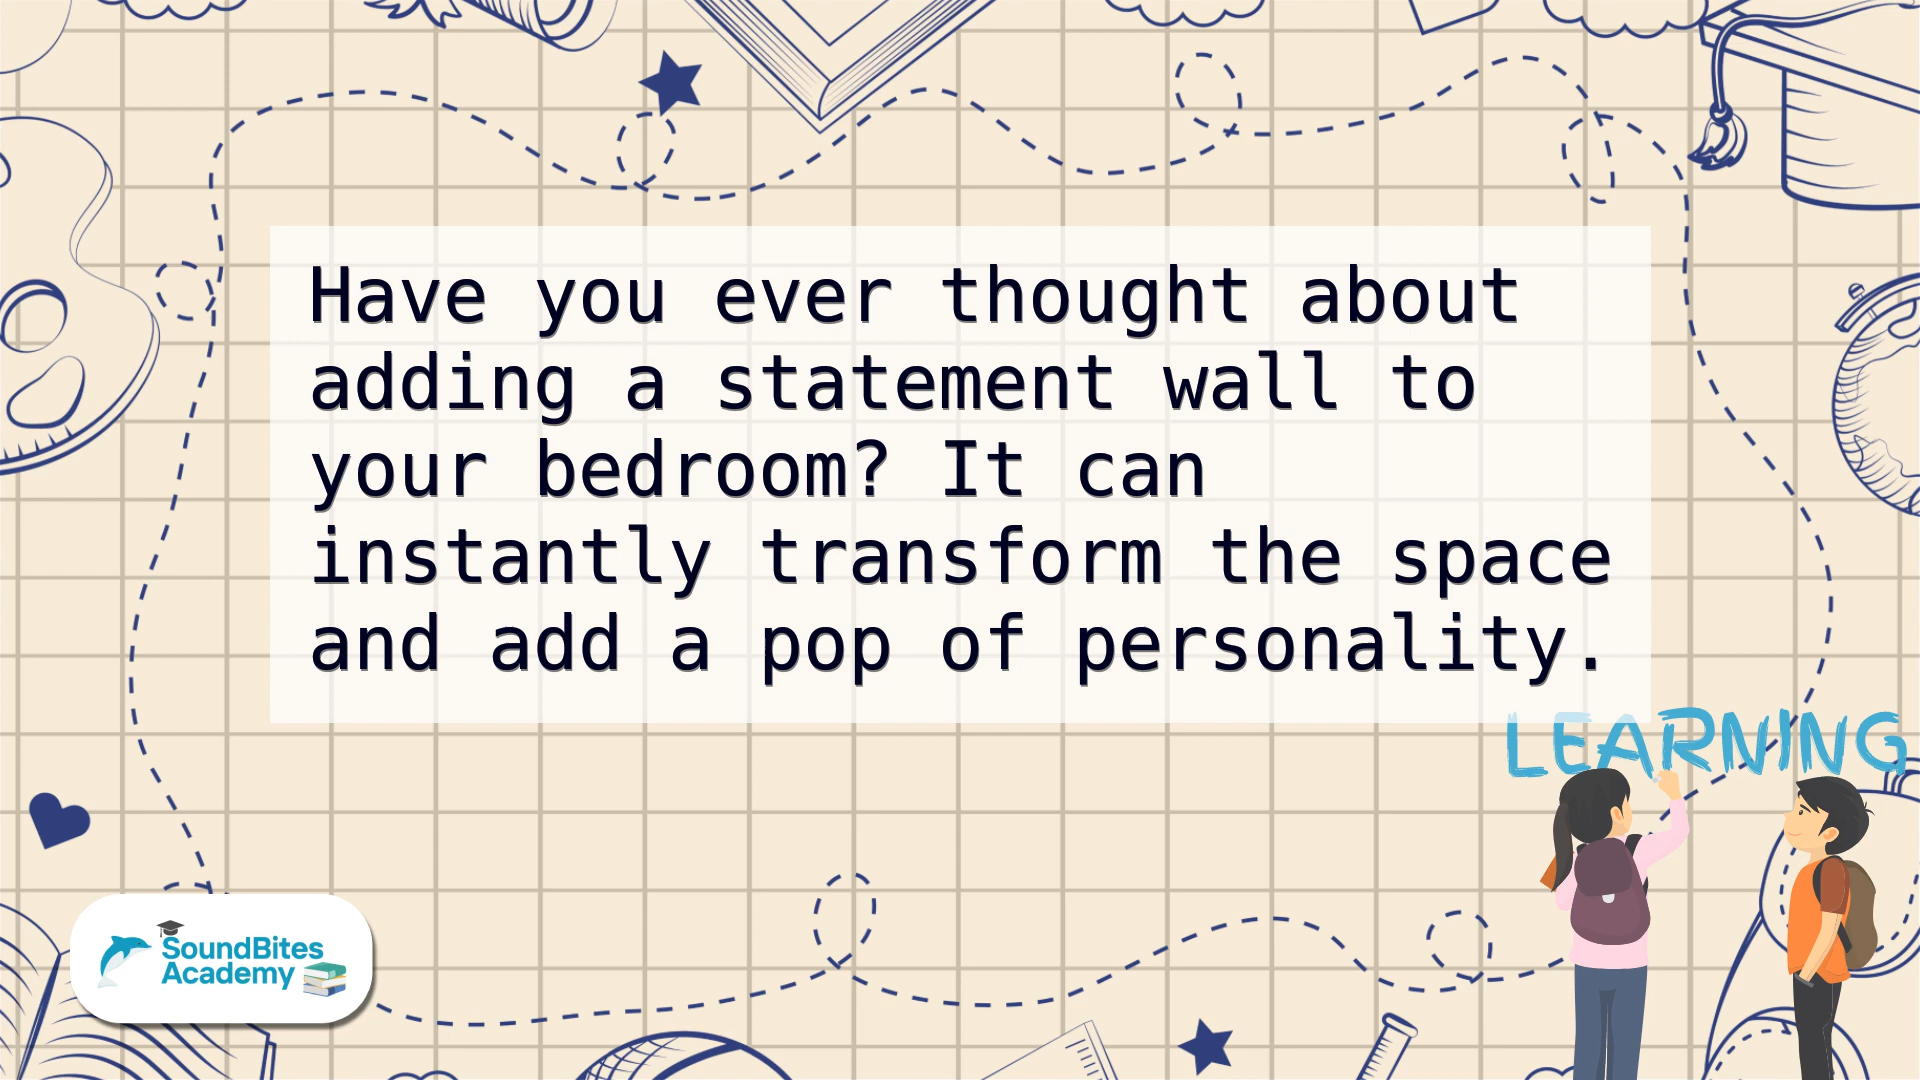 Have you ever thought about
adding a statement wall to
your bedroom? It can
instantly transform the space
and add a pop of personality.
LEARNING
SoundBites
Academy